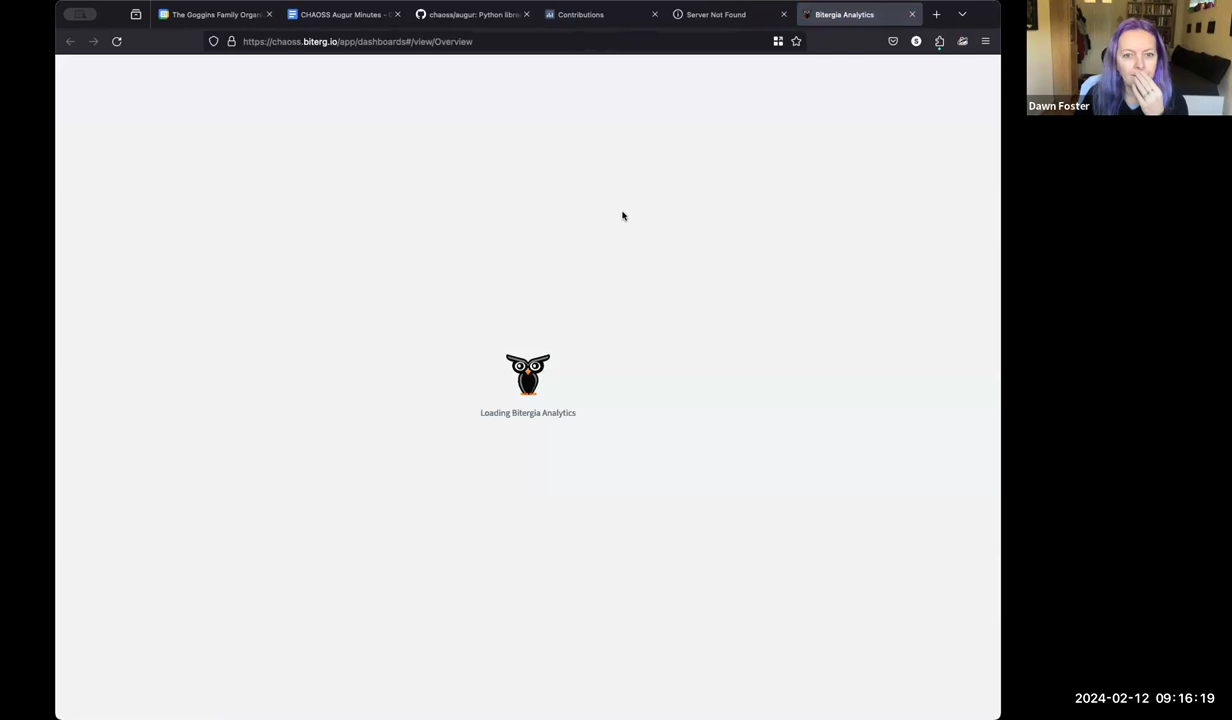 The Goggins Family Organi
CHAOSS Augur Minutes -
chaoss/augur: Python libra
Contributions
Server Not Found
Bitergia Analytics
https://chaoss.biterg.io/app/dashboards#/view/Overview
S
Dawn Foster
Loading Bitergia Analytics
2024-02-12 09:16:19